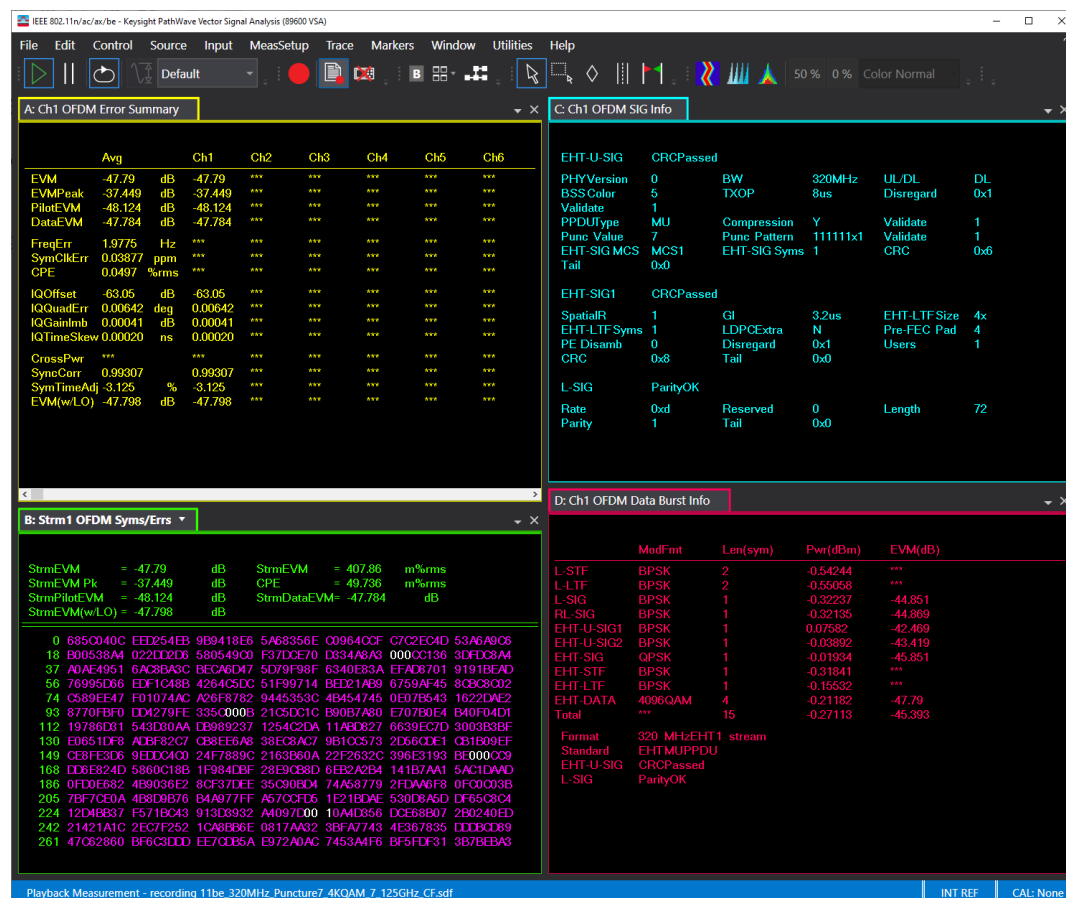 IEEE 802.11n/ac/ax/be - Keysight PathWave Vector Signal Analysis (89600 VSA)
File Edit Control Source Input MeasSetup Trace Markers Window Utilities Help
Default B 50 % 0 % Color Normal
A: Ch1 OFDM Error Summary
Avg Ch1 Ch2 Ch3 Ch4 Ch5 Ch6
EVM -47.79 dB -47.79 *** *** *** *** ***
EVMPeak -37.449 dB -37.449 *** *** *** *** ***
PilotEVM -48.124 dB -48.124 *** *** *** *** ***
DataEVM -47.784 dB -47.784 *** *** *** *** ***
FreqErr 1.9775 Hz *** *** *** *** *** ***
SymClkErr 0.03877 ppm *** *** *** *** *** ***
CPE 0.0497 %rms *** *** *** *** *** ***
IQOffset -63.05 dB -63.05 *** *** *** *** ***
IQQuadErr 0.00642 deg 0.00642 *** *** *** *** ***
IQGainImb 0.00041 dB 0.00041 *** *** *** *** ***
IQTimeSkew 0.00020 ns 0.00020 *** *** *** *** ***
CrossPwr *** *** *** *** *** *** ***
SyncCorr 0.99307 0.99307 *** *** *** *** ***
SymTimeAdj -3.125 % -3.125 *** *** *** *** ***
EVM(w/LO) -47.798 dB -47.798 *** *** *** *** ***
C: Ch1 OFDM SIG Info
EHT-U-SIG CRCPassed
PHYVersion 0 BW 320MHz UL/DL DL
BSSColor 5 TXOP 8us Disregard 0x1
Validate 1
PPDUType MU Compression Y Validate 1
Punc Value 7 Punc Pattern 111111x1 Validate 1
EHT-SIG MCS MCS1 EHT-SIG Syms 1 CRC 0x6
Tail 0x0
EHT-SIG1 CRCPassed
SpatialR 1 GI 3.2us EHT-LTFSize 4x
EHT-LTFSyms 1 LDPCExtra N Pre-FEC Pad 4
PE Disamb 0 Disregard 0x1 Users 1
CRC 0x8 Tail 0x0
L-SIG ParityOK
Rate 0xd Reserved 0 Length 72
Parity 1 Tail 0x0
B: Strm1 OFDM Syms/Errs
StrmEVM = -47.79 dB StrmEVM = 407.86 m%rms
StrmEVM Pk = -37.449 dB CPE = 49.736 m%rms
StrmPilotEVM = -48.124 dB StrmDataEVM= -47.784 dB
StrmEVM(w/LO) = -47.798 dB
0 685C040C EED254EB 9B9418E6 5A68356E C0964CCF C7C2EC4D 53A6A9C6
18 B00538A4 022DD2D6 580549C0 F37DCE70 D334A8A3 000CC136 3DFDC8A4
37 A0AE4951 6AC3BA3C BECA6D47 5D79F98F 6340E83A EFAD8701 9191BEAD
56 76995D66 EDF1C48B 4264C5DC 51F99714 BED21AB9 6759AF45 8CBC8C02
74 C589EE47 F01074AC A26F8782 9445353C 4B454745 0E07B543 1622DAE2
93 8770FBF0 DD4279FE 335C000B 21C5DC1C B90B7A80 E707B0E4 B40F04D1
112 19786D31 543D30AA DB989237 1254C2DA 11ABD827 6639EC7D 3003B3BF
130 E0651DF8 ADBF82C7 CB8EE6A8 38EC8AC7 9B1CC573 2D56CDE1 CB1B09EF
149 CE8FE3D6 9EDDC4C0 24F7889C 2163B60A 22F2632C 396E3193 BE000CC9
168 DD6E824D 5860C18B 1F984DBF 28E9CB8D 6EB2A2B4 141B7AA1 5AC1DAAD
186 0FD0E682 4B9036E2 8CF37DEE 35C90BD4 74A58779 2FDAA6F8 0FC0C03B
205 7BF7CE0A 4B8D9B76 B4A977FF A57CCFD5 1E21BDAE 530D8A5D DF65C8C4
224 12D4BB37 F571BC43 913D3932 A4097D00 10A4D856 DCE68B07 2B0240ED
242 21421A1C 2EC7F252 1CA8BB6E 0817AA32 3BFA7743 4E367835 DDDBCD89
261 47C62860 BF6C3DDD EE7CDB5A E972A0AC 7453A4F6 BF5FDF31 3B7BEBA3
D: Ch1 OFDM Data Burst Info
ModFmt Len(sym) Pwr(dBm) EVM(dB)
L-STF BPSK 2 -0.54244 ***
L-LTF BPSK 2 -0.55058 ***
L-SIG BPSK 1 -0.32237 -44.851
RL-SIG BPSK 1 -0.32135 -44.869
EHT-U-SIG1 BPSK 1 0.07582 -42.469
EHT-U-SIG2 BPSK 1 -0.03892 -43.419
EHT-SIG QPSK 1 -0.01934 -45.851
EHT-STF BPSK 1 -0.31841 ***
EHT-LTF BPSK 1 -0.15532 ***
EHT-DATA 4096QAM 4 -0.21182 -47.79
Total *** 15 -0.27113 -45.393
Format 320 MHzEHT1 stream
Standard EHTMUPPDU
EHT-U-SIG CRCPassed
L-SIG ParityOK
Playback Measurement - recording 11be_320MHz_Puncture7_4KQAM_7_125GHz_CF.sdf INT REF CAL: None